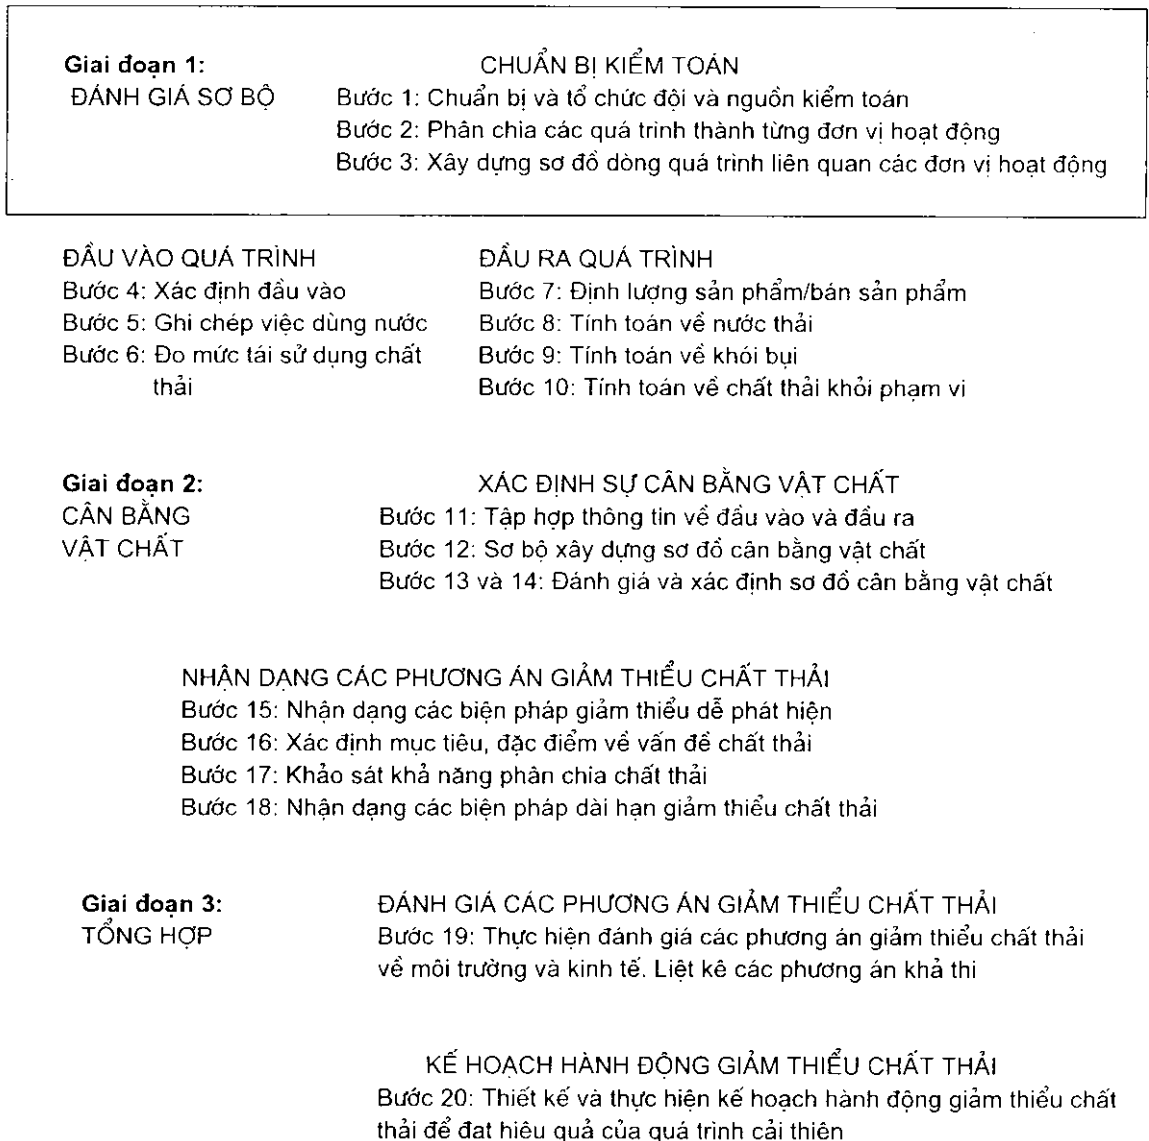 Giai đoạn 1:
CHUẨN BỊ KIỂM TOÁN
ĐÁNH GIÁ SƠ BỘ
Bước 1: Chuẩn bị và tổ chức đội và nguồn kiểm toán
Bước 2: Phân chia các quá trình thành từng đơn vị hoạt động
Bước 3: Xây dựng sơ đồ dòng quá trình liên quan các đơn vị hoạt động
ĐẦU VÀO QUÁ TRÌNH
Bước 4: Xác định đầu vào
Bước 5: Ghi chép việc dùng nước
Bước 6: Đo mức tái sử dụng chất
thải
ĐẦU RA QUÁ TRÌNH
Bước 7: Định lượng sản phẩm/bán sản phẩm
Bước 8: Tính toán về nước thải
Bước 9: Tính toán về khói bụi
Bước 10: Tính toán về chất thải khỏi phạm vi
Giai đoạn 2:
XÁC ĐỊNH SỰ CÂN BẰNG VẬT CHẤT
CÂN BẰNG
VẬT CHẤT
Bước 11: Tập hợp thông tin về đầu vào và đầu ra
Bước 12: Sơ bộ xây dựng sơ đồ cân bằng vật chất
Bước 13 và 14: Đánh giá và xác định sơ đồ cân bằng vật chất
NHẬN DẠNG CÁC PHƯƠNG ÁN GIẢM THIỂU CHẤT THẢI
Bước 15: Nhận dạng các biện pháp giảm thiểu dễ phát hiện
Bước 16: Xác định mục tiêu, đặc điểm về vấn đề chất thải
Bước 17: Khảo sát khả năng phân chia chất thải
Bước 18: Nhận dạng các biện pháp dài hạn giảm thiểu chất thải
Giai đoạn 3:
ĐÁNH GIÁ CÁC PHƯƠNG ÁN GIẢM THIỂU CHẤT THẢI
TỔNG HỢP
Bước 19: Thực hiện đánh giá các phương án giảm thiểu chất thải
về môi trường và kinh tế. Liệt kê các phương án khả thi
KẾ HOẠCH HÀNH ĐỘNG GIẢM THIỂU CHẤT THẢI
Bước 20: Thiết kế và thực hiện kế hoạch hành động giảm thiểu chất
thải để đạt hiệu quả của quá trình cải thiện